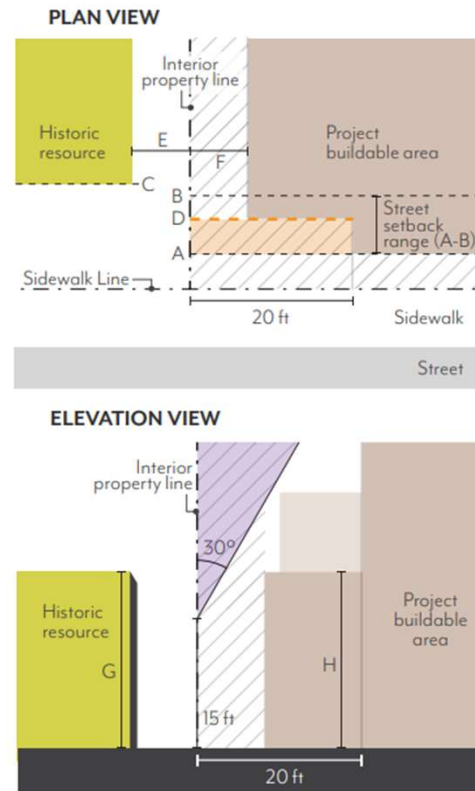 PLAN VIEW
Interior
property line
Historic
resource
E
F
Project
buildable area
C
B
D
A
Street
setback
range (A-B)
Sidewalk Line
20 ft
Sidewalk
Street
ELEVATION VIEW
Interior
property line
30º
Historic
resource
G
H
Project
buildable
area
15 ft
20 ft